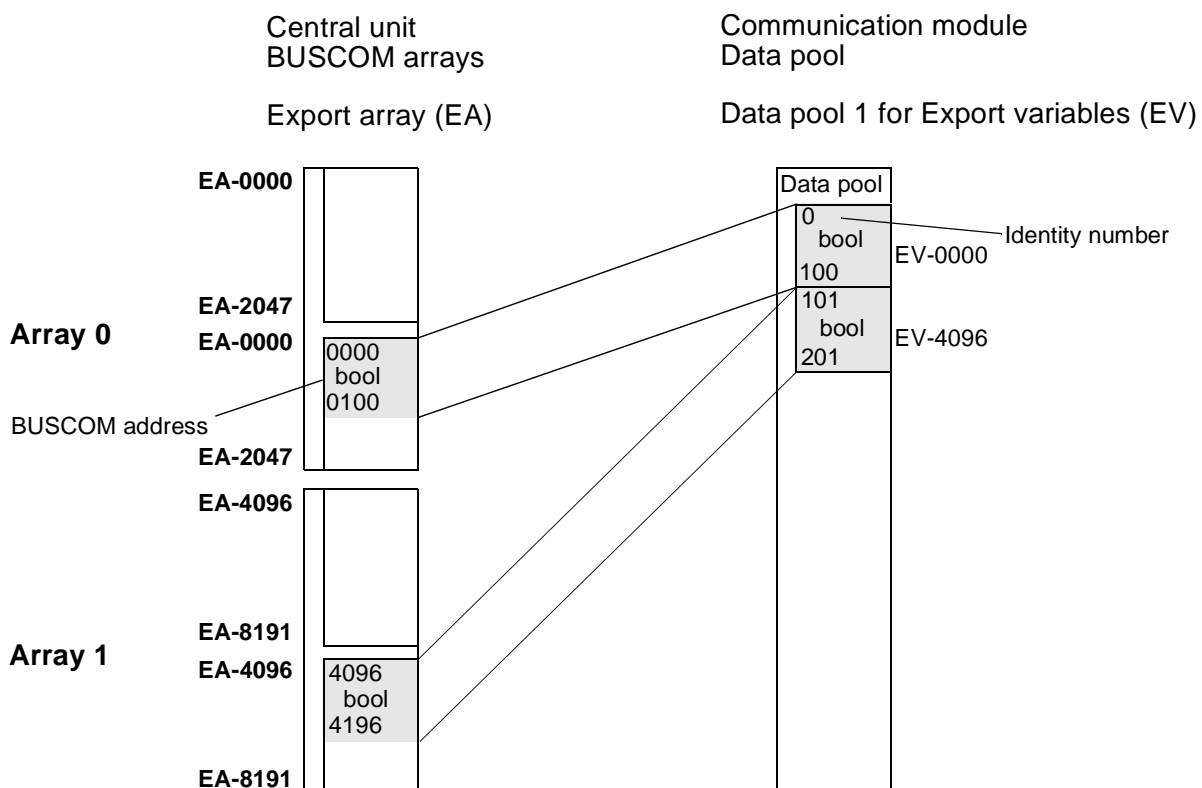 Central unit
BUSCOM arrays
Communication module
Data pool
Export array (EA)
Data pool 1 for Export variables (EV)
EA-0000
Data pool
0
bool
100
Identity number
EV-0000
EA-2047
Array 0
EA-0000
0000
bool
0100
101
bool
201
EV-4096
BUSCOM address
EA-2047
EA-4096
EA-8191
Array 1
EA-4096
4096
bool
4196
EA-8191